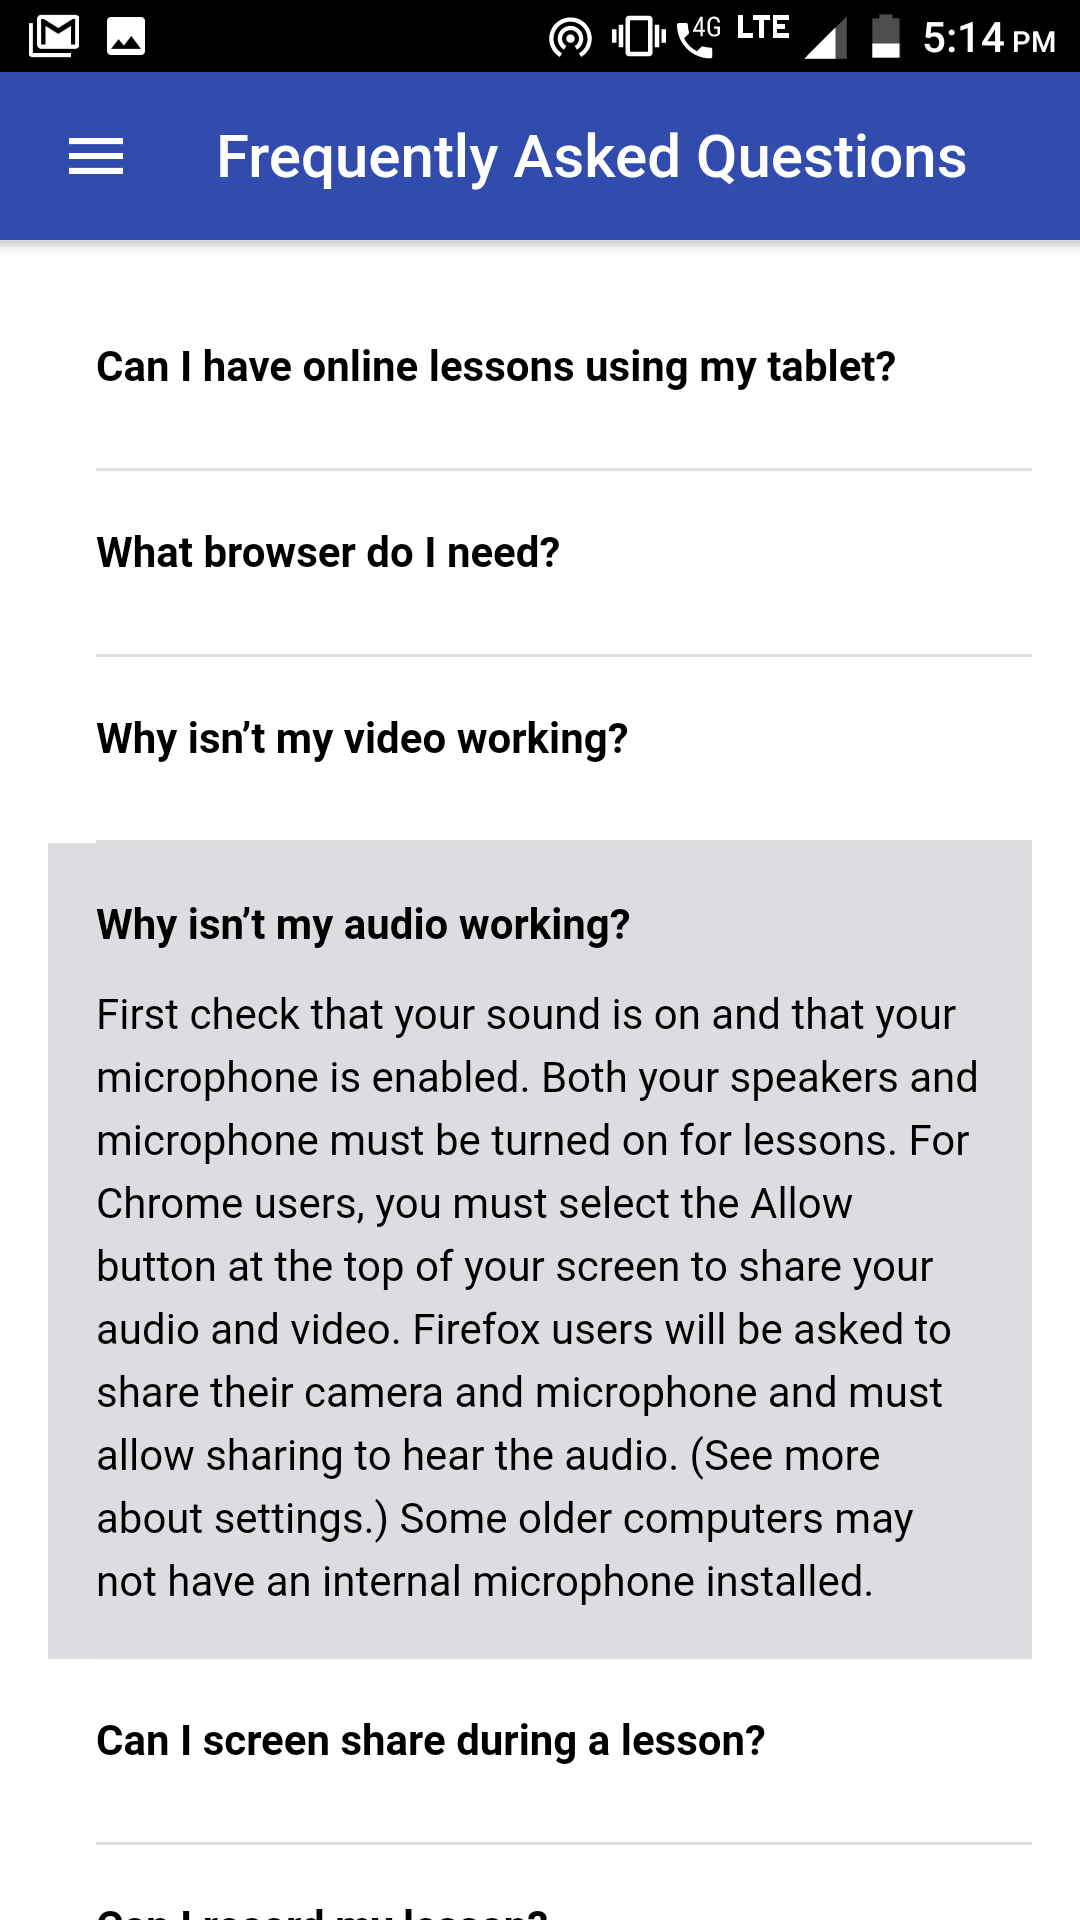 4G LTE 5:14 PM
Frequently Asked Questions
Can I have online lessons using my tablet?
What browser do I need?
Why isn’t my video working?
Why isn’t my audio working?
First check that your sound is on and that your
microphone is enabled. Both your speakers and
microphone must be turned on for lessons. For
Chrome users, you must select the Allow
button at the top of your screen to share your
audio and video. Firefox users will be asked to
share their camera and microphone and must
allow sharing to hear the audio. (See more
about settings.) Some older computers may
not have an internal microphone installed.
Can I screen share during a lesson?
Can I record my lesson?